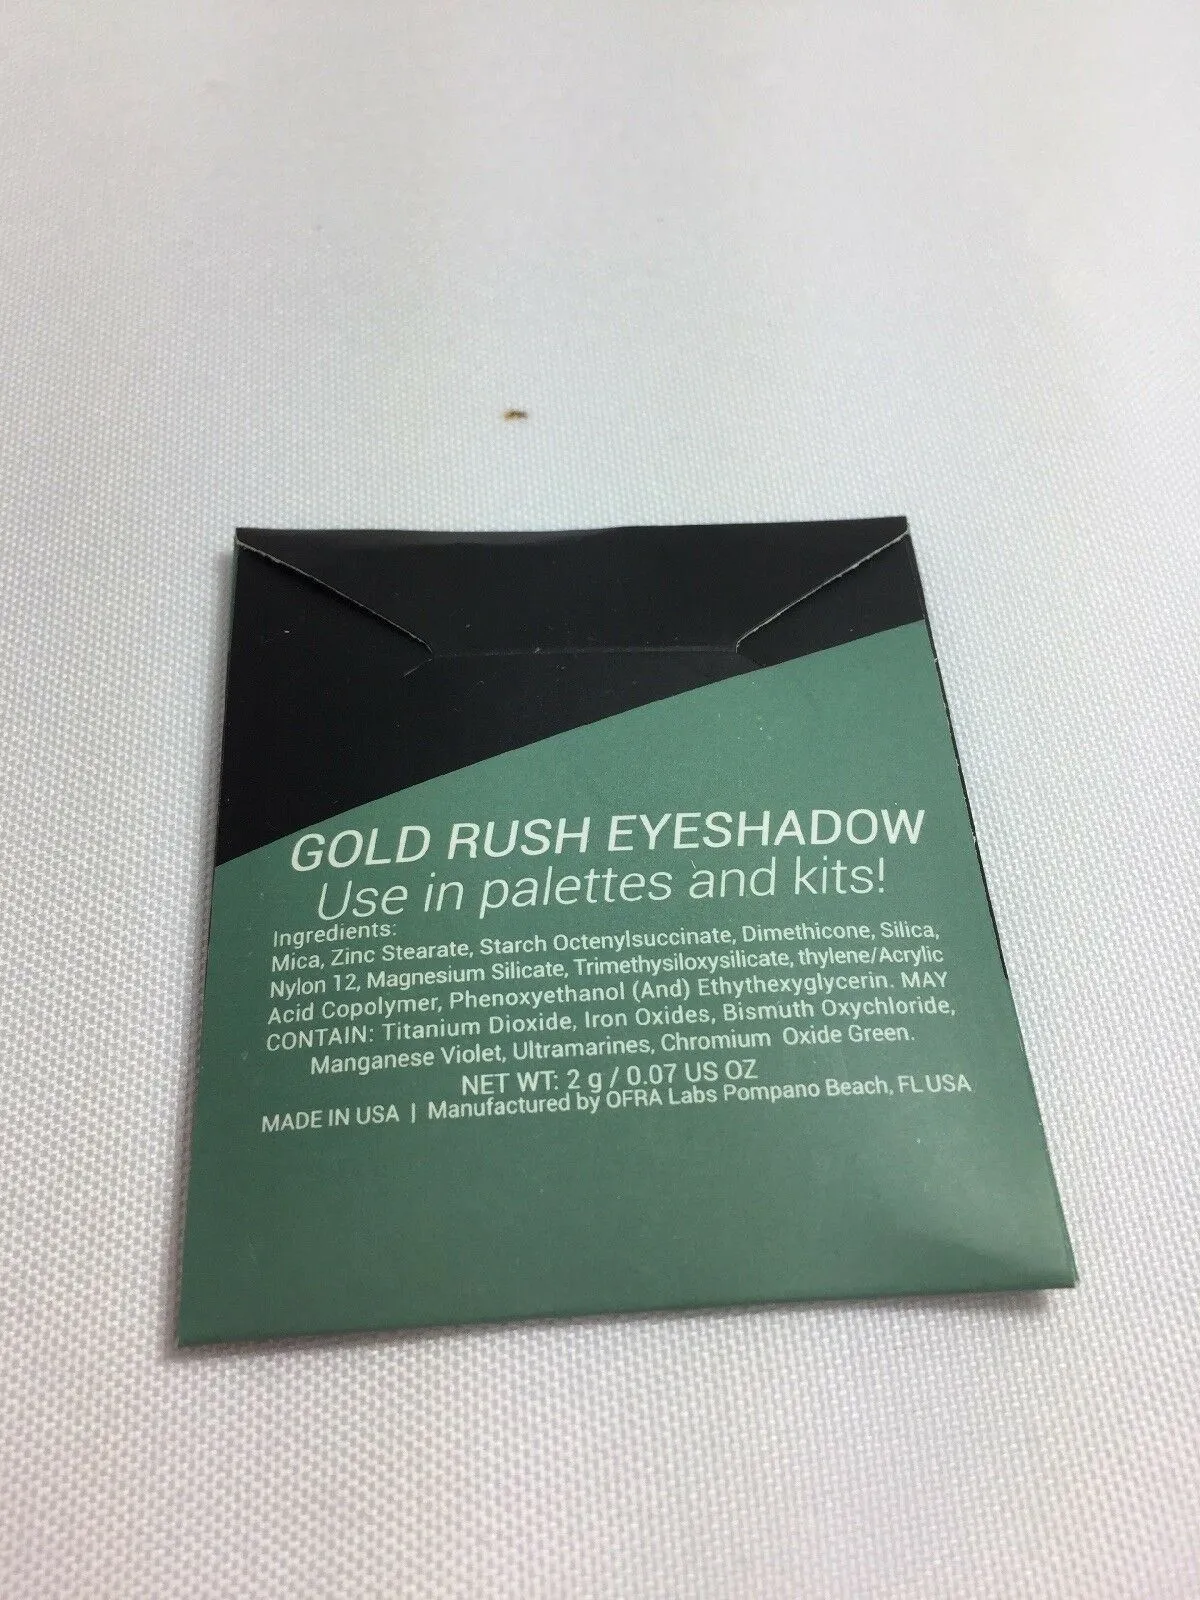 GOLD RUSH EYESHADOW
Use in palettes and kits!
Ingredients:
Mica, Zinc Stearate, Starch Octenylsuccinate, Dimethicone, Silica,
Nylon 12, Magnesium Silicate, Trimethysiloxysilicate, thylene/Acrylic
Acid Copolymer, Phenoxyethanol (And) Ethythexyglycerin. MAY
CONTAIN: Titanium Dioxide, Iron Oxides, Bismuth Oxychloride,
Manganese Violet, Ultramarines, Chromium Oxide Green.
NET WT: 2 g / 0.07 US OZ
MADE IN USA | Manufactured by OFRA Labs Pompano Beach, FL USA